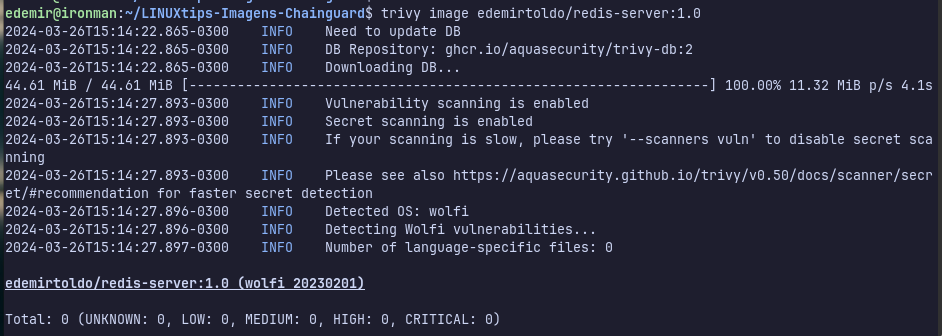 edemir@ironman:~/LINUXtips-Imagens-Chainguard$ trivy image edemirtoldo/redis-server:1.0
2024-03-26T15:14:22.865-0300    INFO    Need to update DB
2024-03-26T15:14:22.865-0300    INFO    DB Repository: ghcr.io/aquasecurity/trivy-db:2
2024-03-26T15:14:22.865-0300    INFO    Downloading DB...
44.61 MiB / 44.61 MiB [-----------------------------------------------------------------] 100.00% 11.32 MiB p/s 4.1s
2024-03-26T15:14:27.893-0300    INFO    Vulnerability scanning is enabled
2024-03-26T15:14:27.893-0300    INFO    Secret scanning is enabled
2024-03-26T15:14:27.893-0300    INFO    If your scanning is slow, please try '--scanners vuln' to disable secret sca
nning
2024-03-26T15:14:27.893-0300    INFO    Please see also https://aquasecurity.github.io/trivy/v0.50/docs/scanner/secr
et/#recommendation for faster secret detection
2024-03-26T15:14:27.896-0300    INFO    Detected OS: wolfi
2024-03-26T15:14:27.896-0300    INFO    Detecting Wolfi vulnerabilities...
2024-03-26T15:14:27.897-0300    INFO    Number of language-specific files: 0
edemirtoldo/redis-server:1.0 (wolfi 20230201)
Total: 0 (UNKNOWN: 0, LOW: 0, MEDIUM: 0, HIGH: 0, CRITICAL: 0)